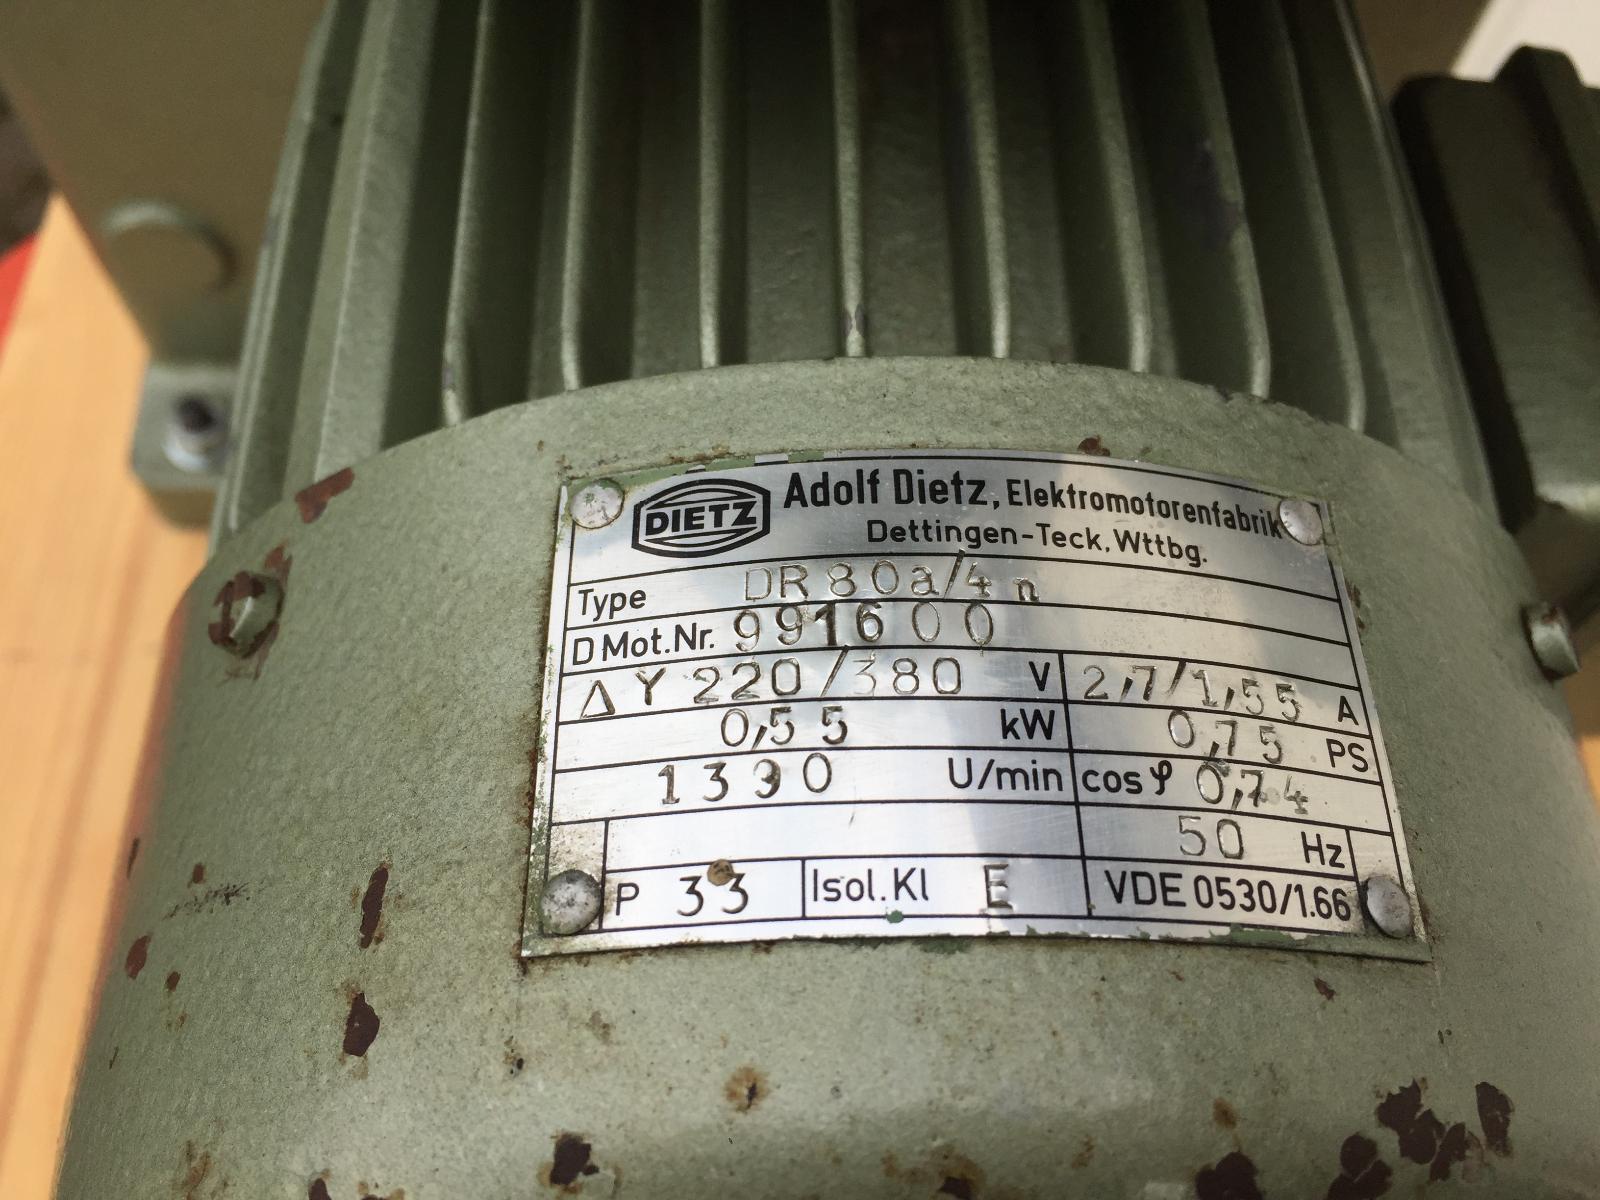 DIETZ
Adolf Dietz, Elektromotorenfabrik
Dettingen-Teck, Wttbg.
Type DR 80a/4 n
D Mot.Nr. 991600
Δ Y 220/380 V 2,7/1,55 A
0,55 kW 0,75 PS
1390 U/min cos φ 0,74
50 Hz
P 33 Isol. Kl E VDE 0530/1.66